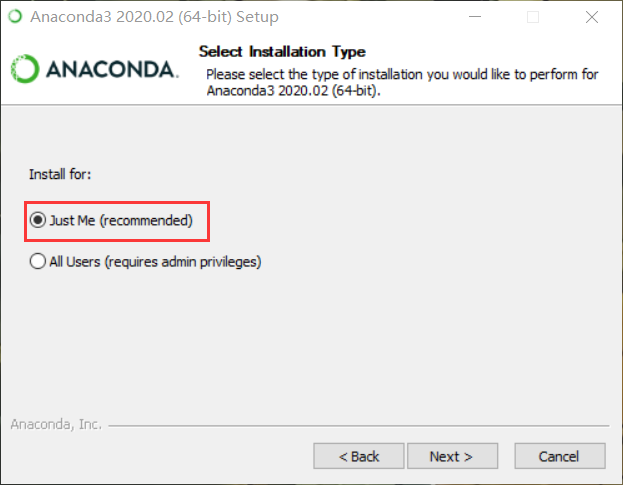 Anaconda3 2020.02 (64-bit) Setup
Select Installation Type
ANACONDA.
Please select the type of installation you would like to perform for
Anaconda3 2020.02 (64-bit).
Install for:
Just Me (recommended)
All Users (requires admin privileges)
Anaconda, Inc.
< Back Next > Cancel